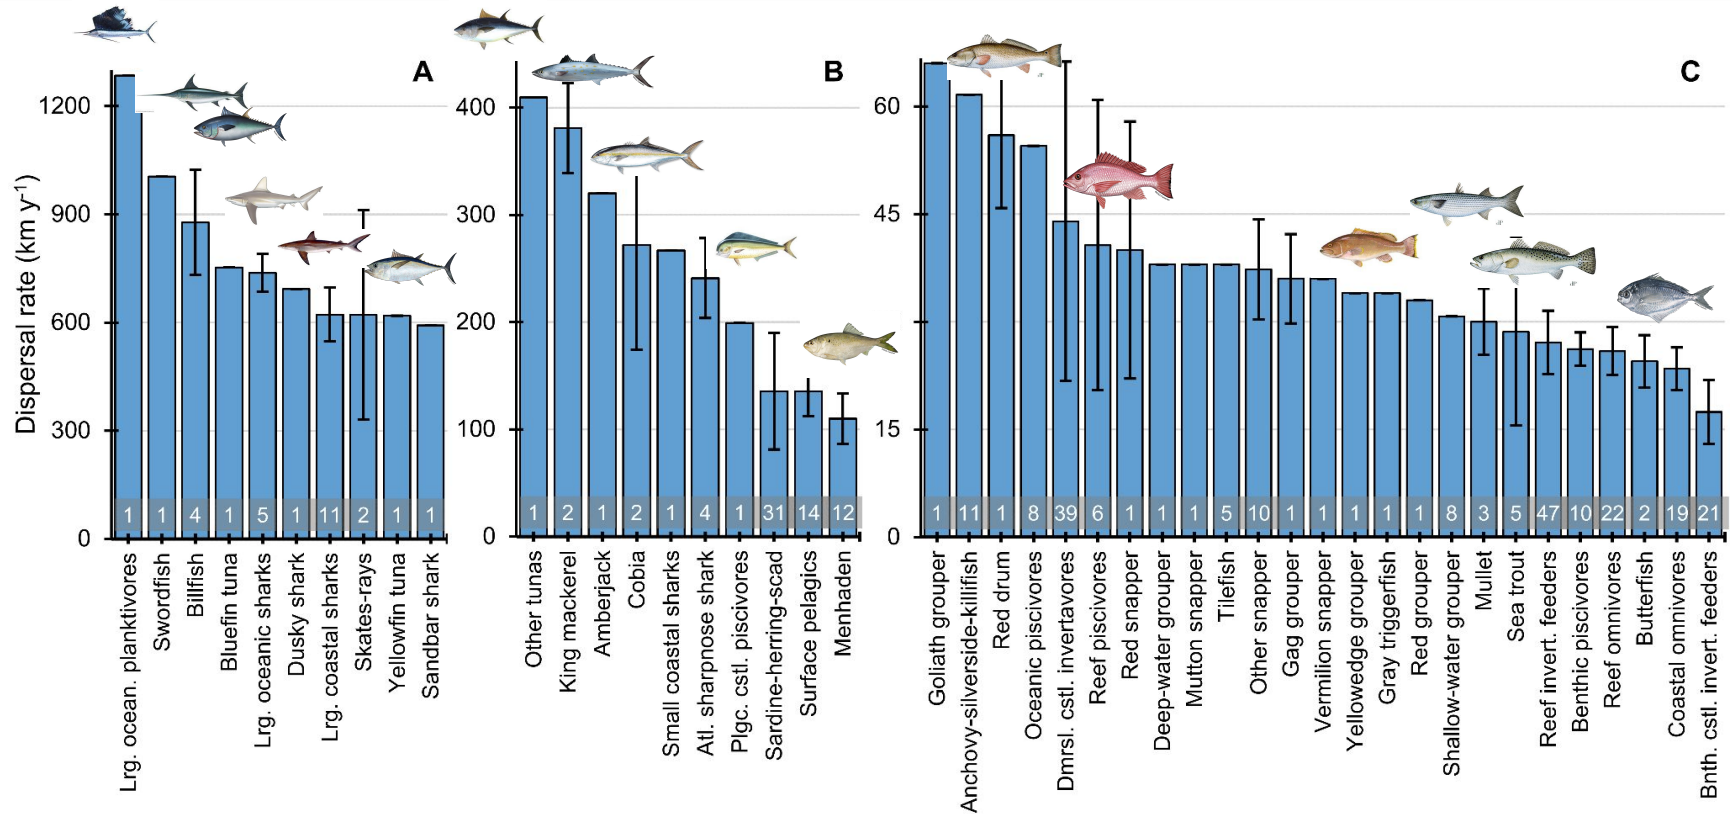 A
B
C
Dispersal rate (km y-1)
1200
900
600
300
0
400
300
200
100
0
60
45
15
0
1 1 4 1 5 1 11 2 1 1
1 2 1 2 1 4 1 31 14 12
1 11 1 8 39 6 1 1 1 5 10 1 1 1 1 1 8 3 5 47 10 22 2 19 21
Lrg. ocean. planktivores
Swordfish
Billfish
Bluefin tuna
Lrg. oceanic sharks
Dusky shark
Lrg. coastal sharks
Skates-rays
Yellowfin tuna
Sandbar shark
Other tunas
King mackerel
Amberjack
Cobia
Small coastal sharks
Atl. sharpnose shark
Plgc. cstl. piscivores
Sardine-herring-scad
Surface pelagics
Menhaden
Goliath grouper
Anchovy-silverside-killifish
Red drum
Oceanic piscivores
Dmrsl. cstl. invertavores
Reef piscivores
Red snapper
Deep-water grouper
Mutton snapper
Tilefish
Other snapper
Gag grouper
Vermilion snapper
Yellowedge grouper
Gray triggerfish
Red grouper
Shallow-water grouper
Mullet
Sea trout
Reef invert. feeders
Benthic piscivores
Reef omnivores
Butterfish
Coastal omnivores
Bnth. cstl. invert. feeders